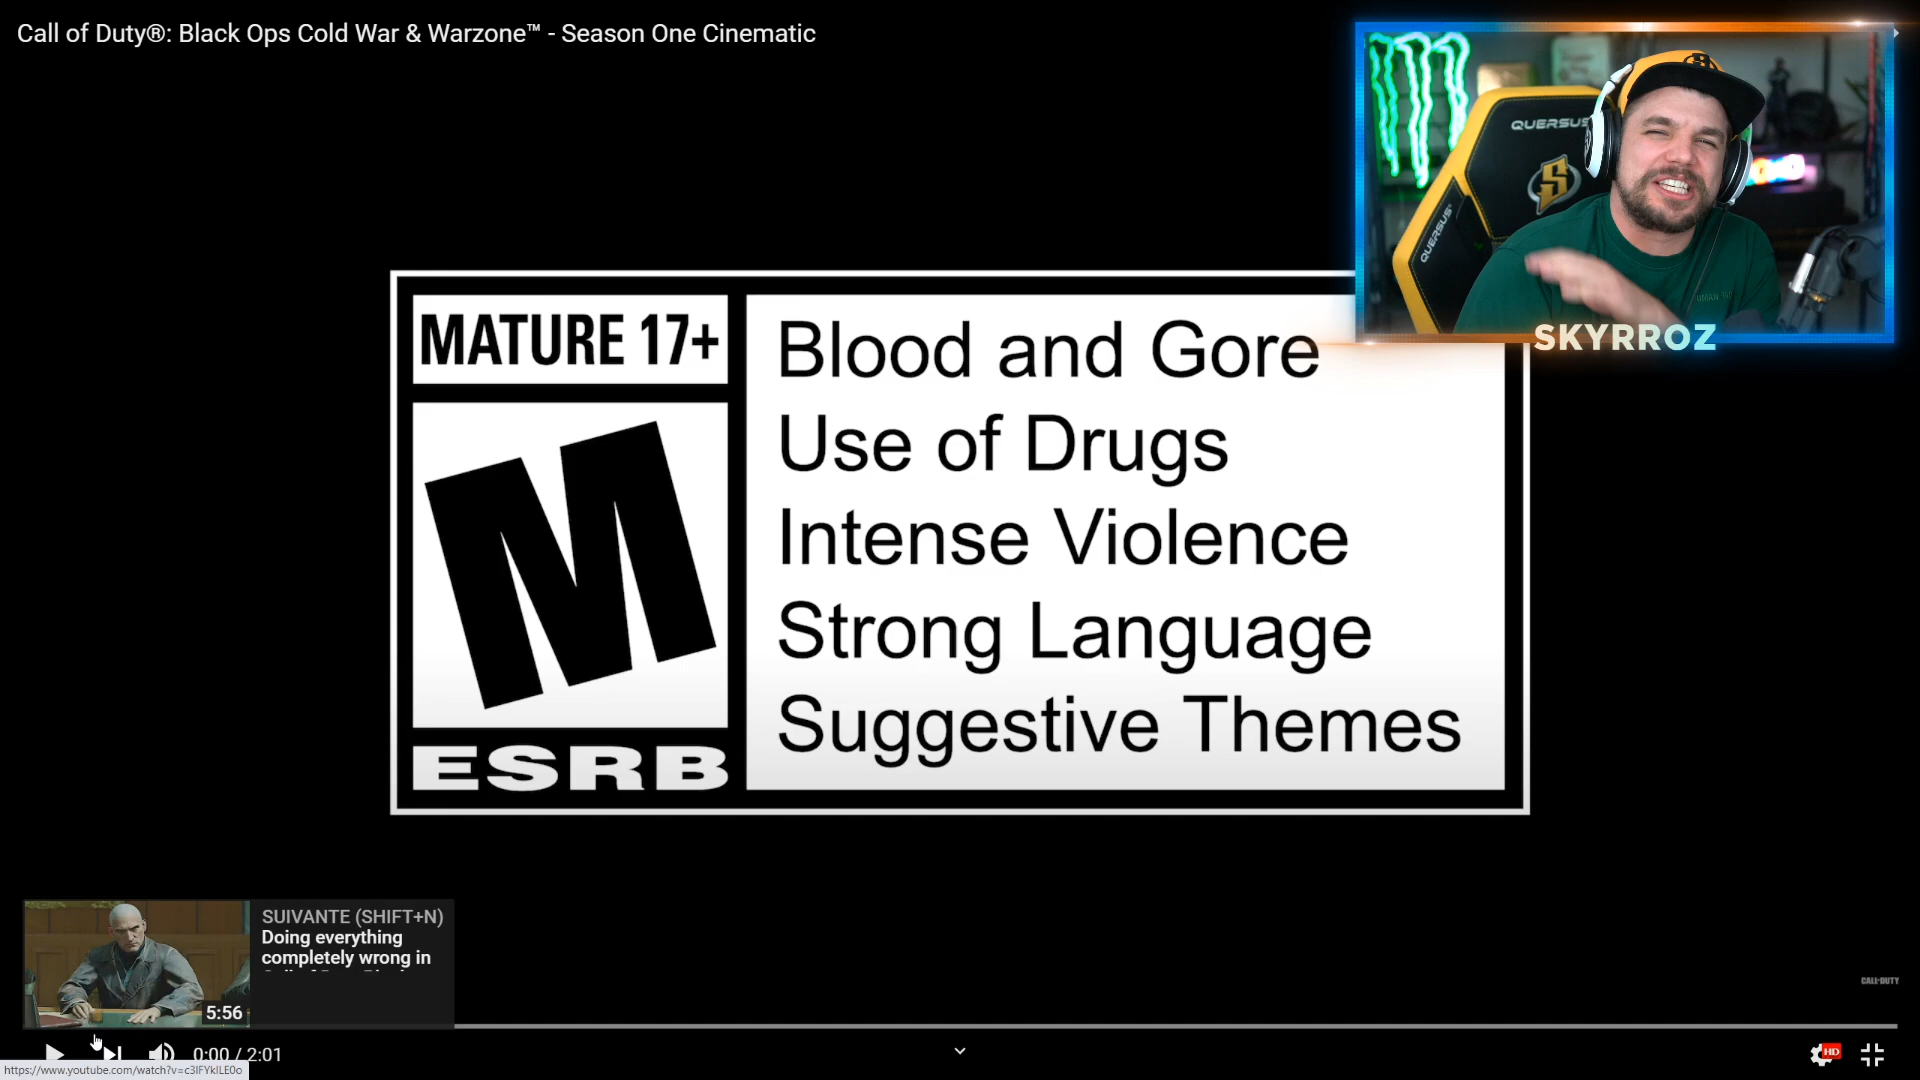 Call of Duty®: Black Ops Cold War & Warzone™ - Season One Cinematic
QUERSUS
S
QUERSUS
SKYRROZ
MATURE 17+
M
ESRB
Blood and Gore
Use of Drugs
Intense Violence
Strong Language
Suggestive Themes
SUIVANTE (SHIFT+N)
Doing everything
completely wrong in
5:56
CALL·DUTY
0:00 / 2:01
HD
https://www.youtube.com/watch?v=c3lFYkILE0o